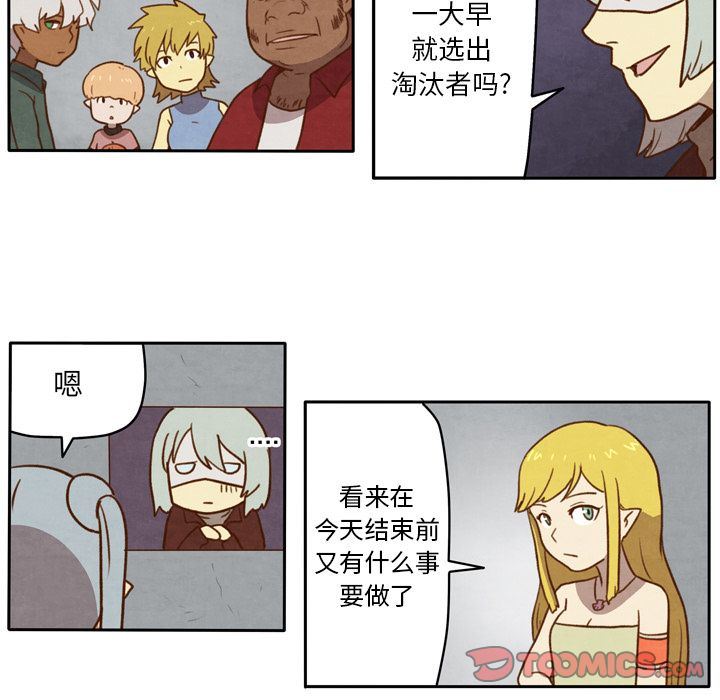 一大早
就选出
淘汰者吗?
嗯
....
看来在
今天结束前
又有什么事
要做了
TOOMICS.COM